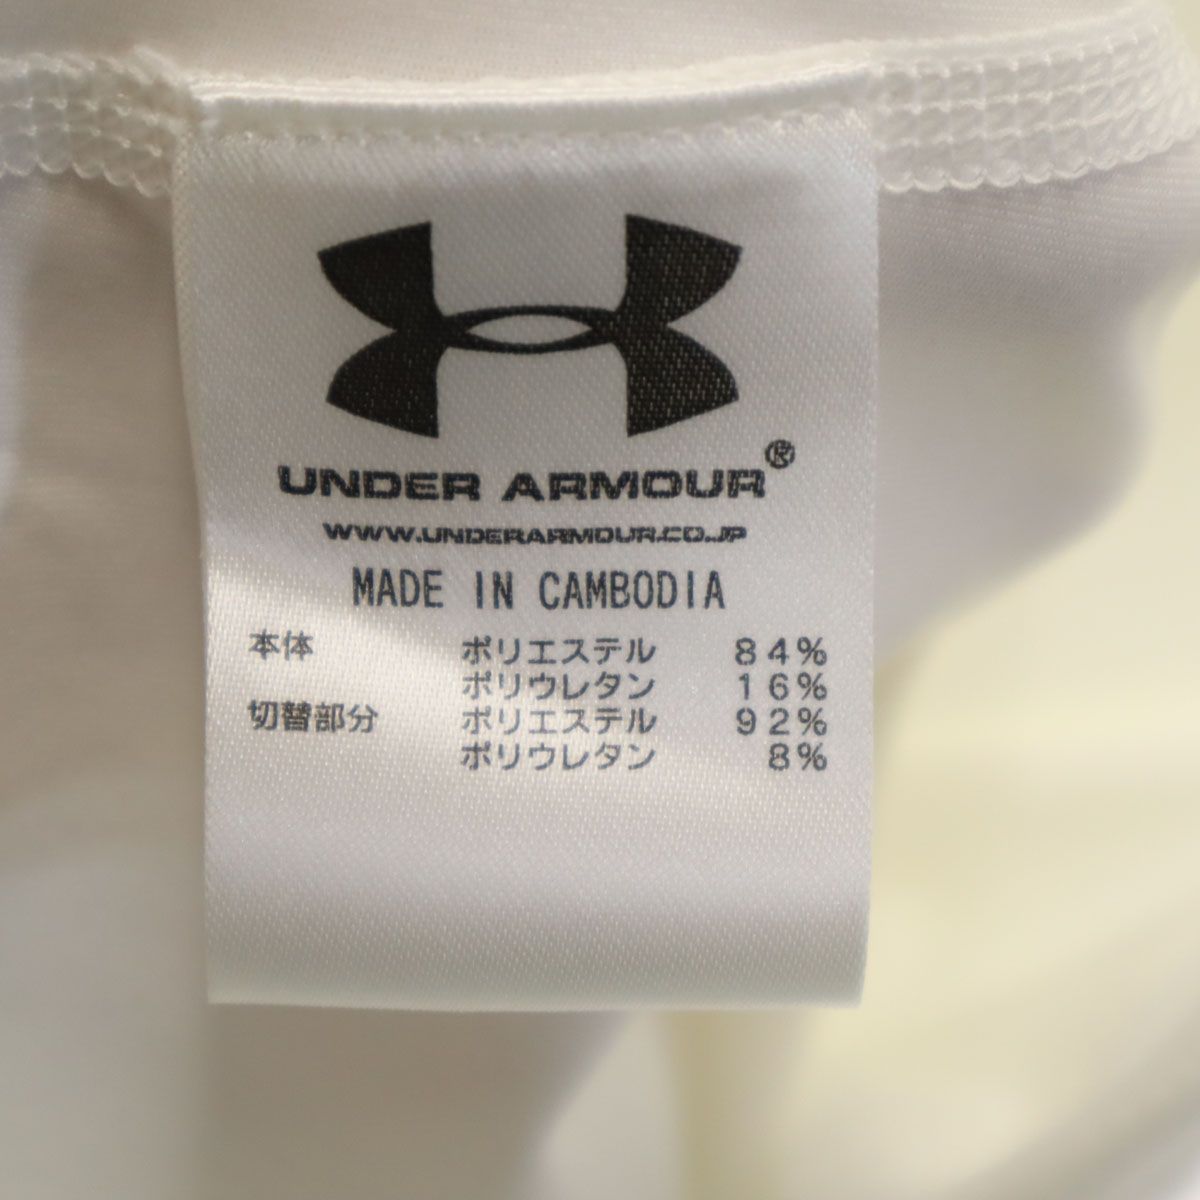 UNDER ARMOUR®
WWW.UNDERARMOUR.CO.JP
MADE IN CAMBODIA
本体 ポリエステル 84%
ポリウレタン 16%
切替部分 ポリエステル 92%
ポリウレタン 8%